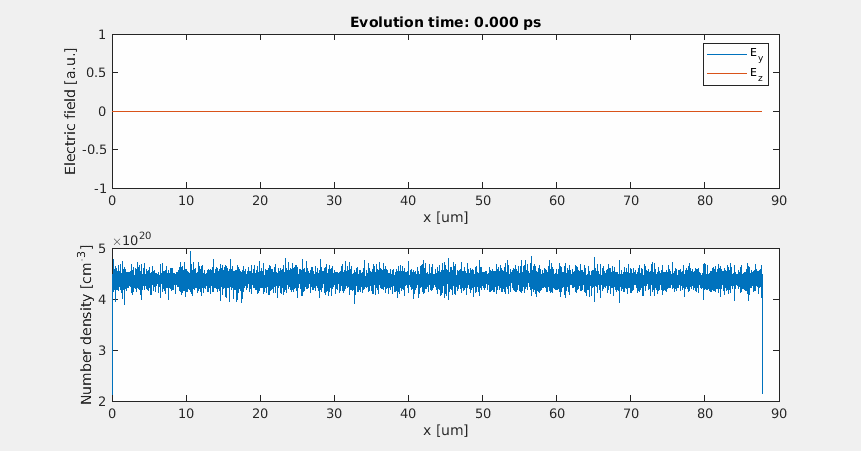 Evolution time: 0.000 ps
Electric field [a.u.]
1
0.5
0
-0.5
-1
E_y
E_z
0 10 20 30 40 50 60 70 80 90
x [um]
×10^20
Number density [cm^-3]
5
4
3
2
0 10 20 30 40 50 60 70 80 90
x [um]